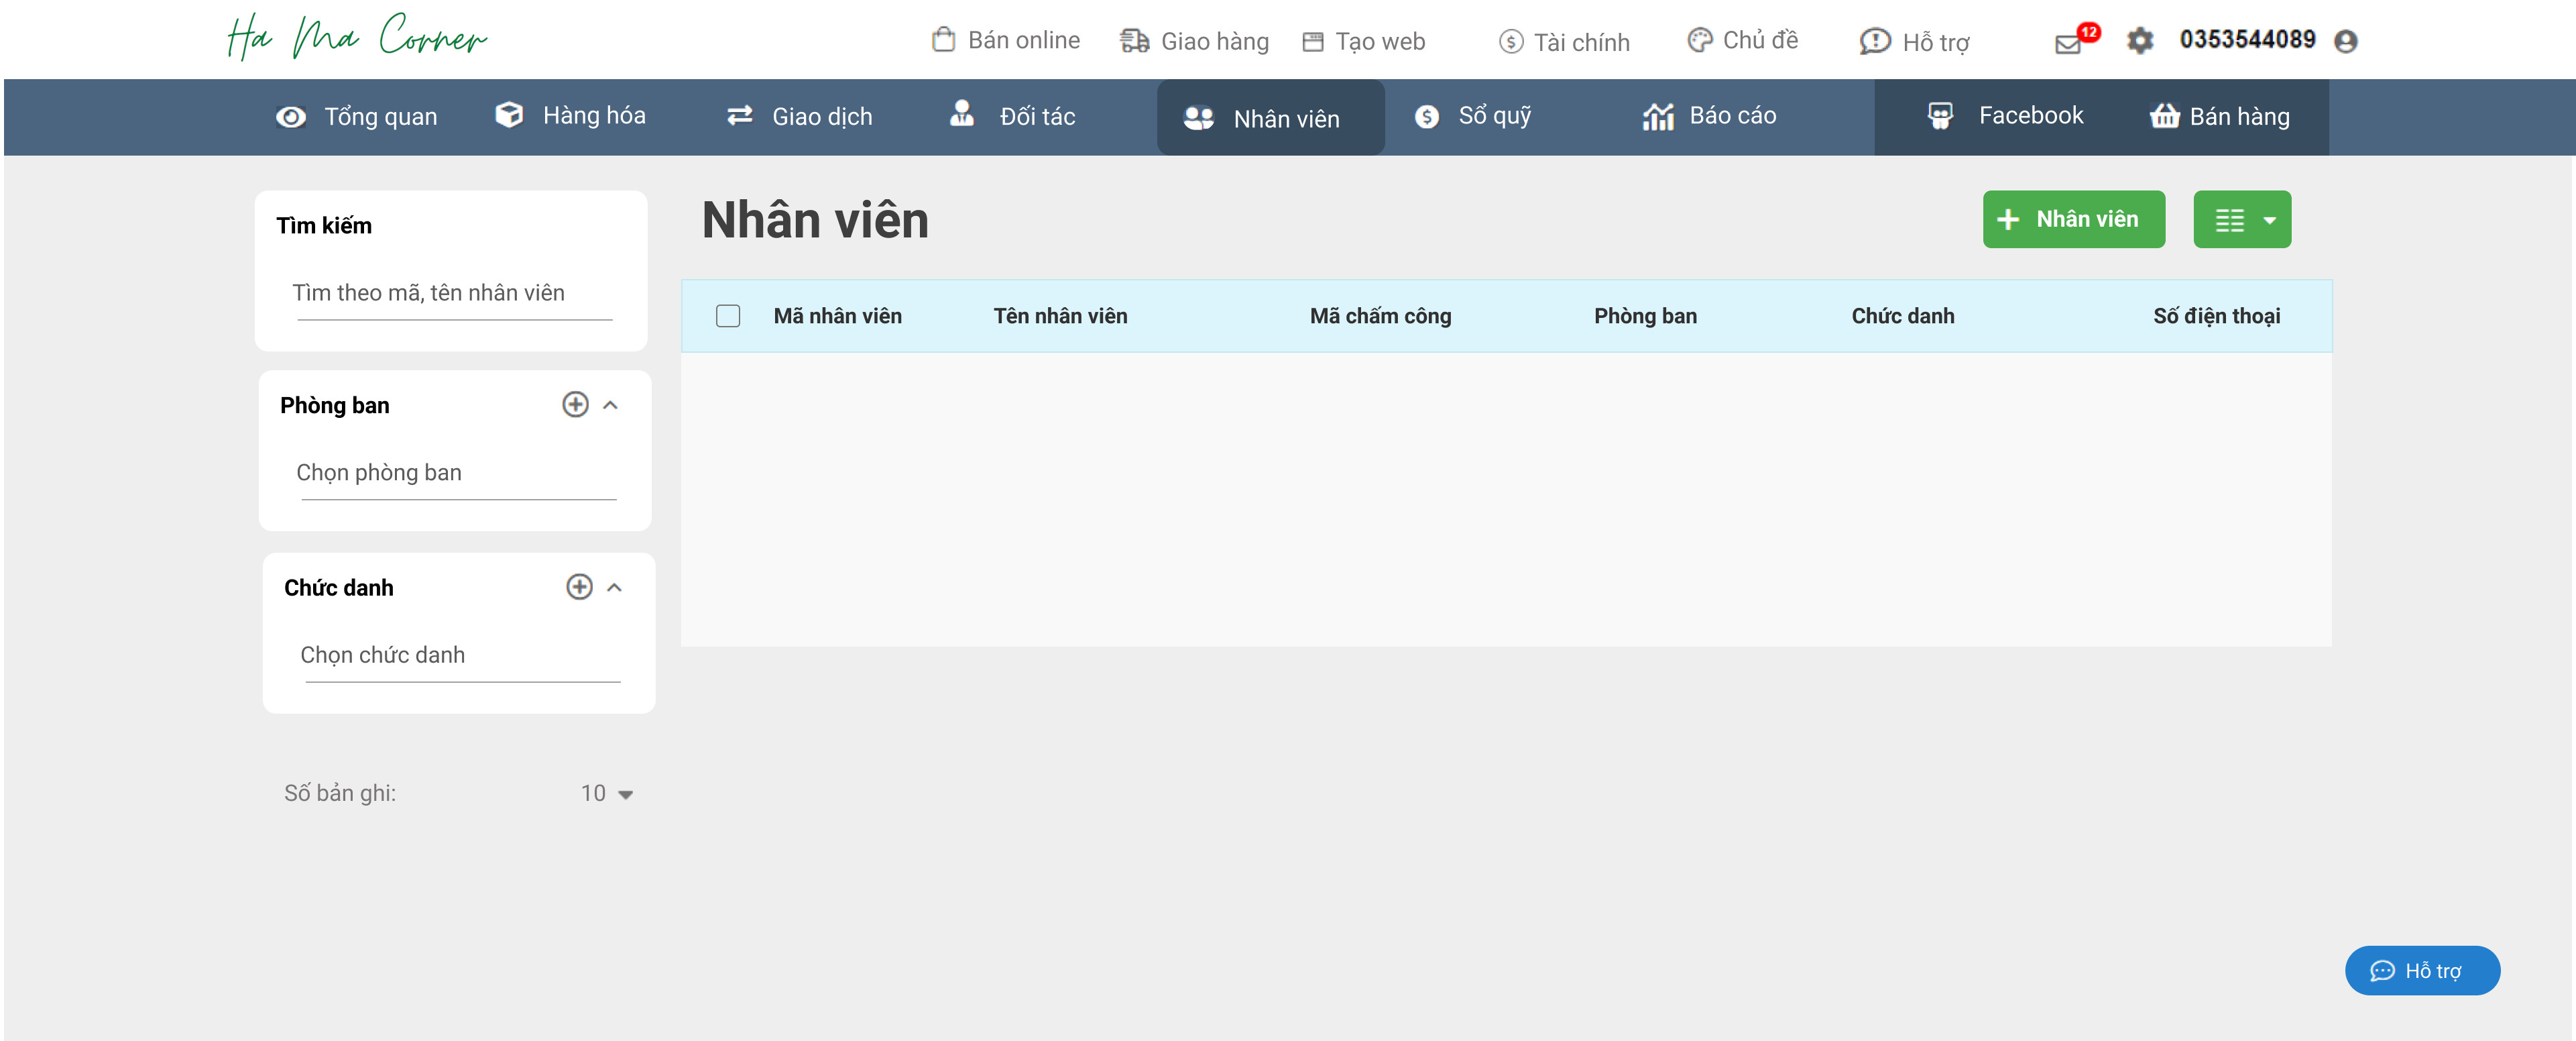 Ha Ma Corner
Bán online Giao hàng Tạo web Tài chính Chủ đề Hỗ trợ 12 0353544089
Tổng quan Hàng hóa Giao dịch Đối tác Nhân viên Sổ quỹ Báo cáo Facebook Bán hàng
Tìm kiếm
Tìm theo mã, tên nhân viên
Phòng ban
Chọn phòng ban
Chức danh
Chọn chức danh
Số bản ghi: 10
Nhân viên
Nhân viên
Mã nhân viên Tên nhân viên Mã chấm công Phòng ban Chức danh Số điện thoại
Hỗ trợ